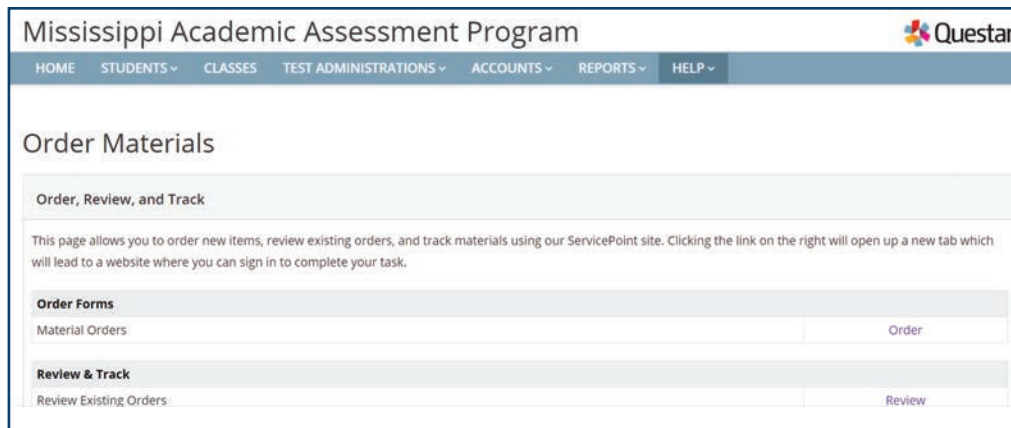 Mississippi Academic Assessment Program
Questar
HOME STUDENTS CLASSES TEST ADMINISTRATIONS ACCOUNTS REPORTS HELP
Order Materials
Order, Review, and Track
This page allows you to order new items, review existing orders, and track materials using our ServicePoint site. Clicking the link on the right will open up a new tab which
will lead to a website where you can sign in to complete your task.
Order Forms
Material Orders Order
Review & Track
Review Existing Orders Review